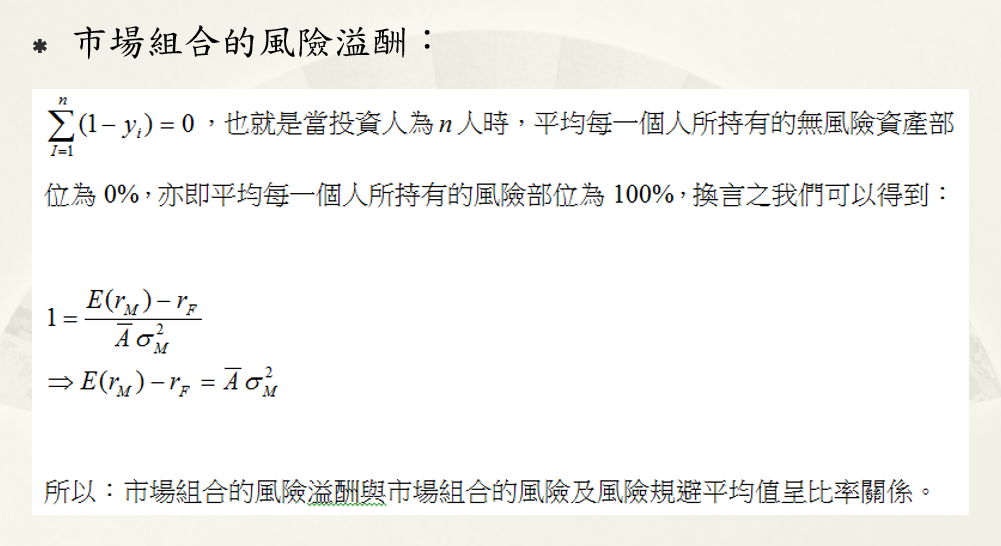 * 市場組合的風險溢酬：
\sum_{I=1}^{n}(1-y_i)=0，也就是當投資人為 n 人時，平均每一個人所持有的無風險資產部
位為 0%，亦即平均每一個人所持有的風險部位為 100%，換言之我們可以得到：
1=\frac{E(r_M)-r_F}{\overline{A}\sigma_M^2}
⇒E(r_M)-r_F=\overline{A}\sigma_M^2
所以：市場組合的風險溢酬與市場組合的風險及風險規避平均值呈比率關係。